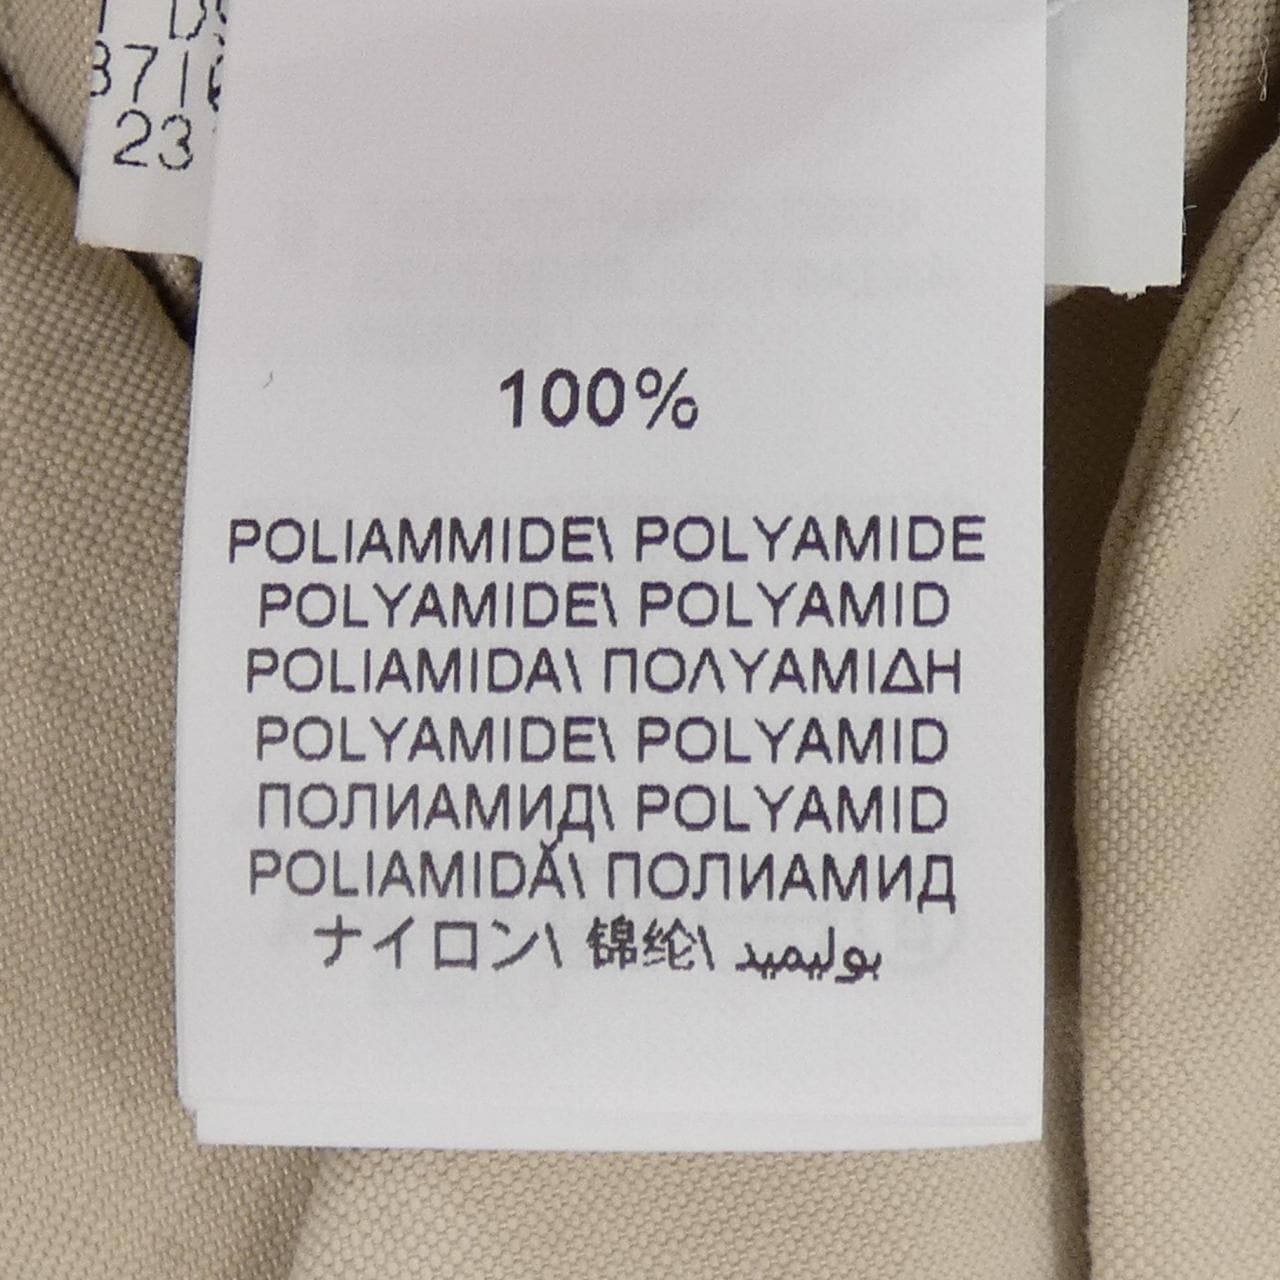 23
100%
POLIAMMIDE\ POLYAMIDE
POLYAMIDE\ POLYAMID
POLIAMIDA\ ΠΟΛΥΑΜΙΔΗ
POLYAMIDE\ POLYAMID
ПОЛИАМИД\ POLYAMID
POLIAMIDĂ\ ПОЛИАМИД
ナイロン\ 锦纶\ بوليميد